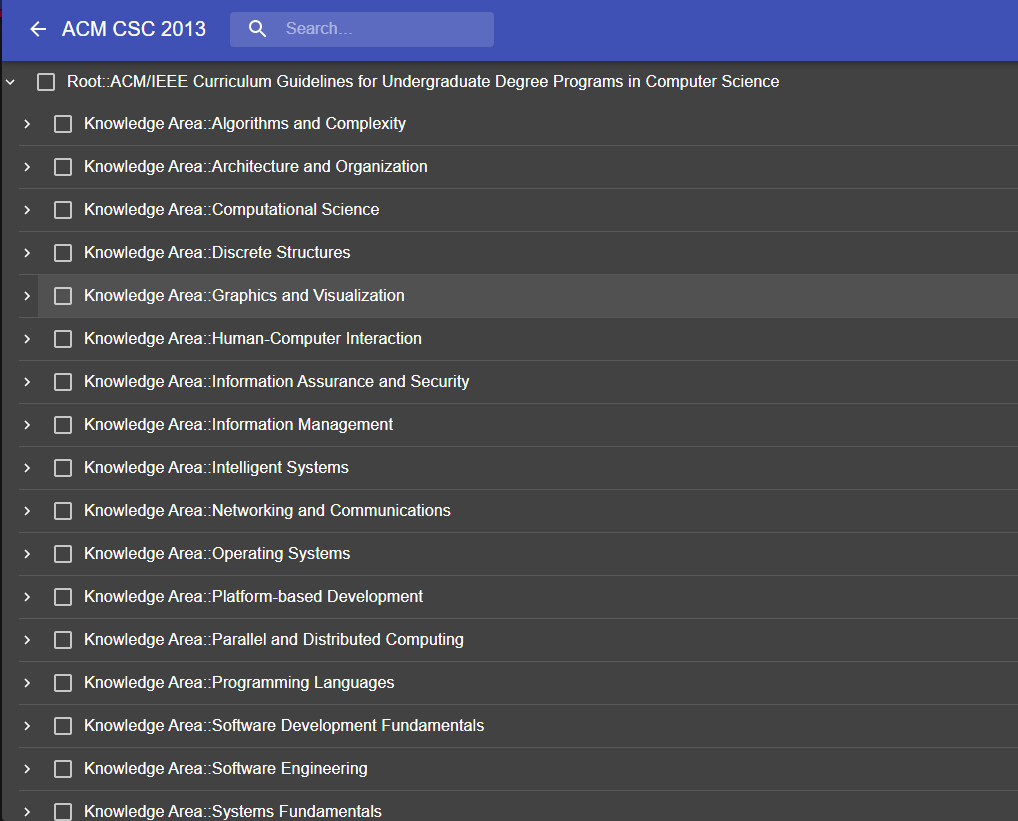 ACM CSC 2013
Search...
Root::ACM/IEEE Curriculum Guidelines for Undergraduate Degree Programs in Computer Science
Knowledge Area::Algorithms and Complexity
Knowledge Area::Architecture and Organization
Knowledge Area::Computational Science
Knowledge Area::Discrete Structures
Knowledge Area::Graphics and Visualization
Knowledge Area::Human-Computer Interaction
Knowledge Area::Information Assurance and Security
Knowledge Area::Information Management
Knowledge Area::Intelligent Systems
Knowledge Area::Networking and Communications
Knowledge Area::Operating Systems
Knowledge Area::Platform-based Development
Knowledge Area::Parallel and Distributed Computing
Knowledge Area::Programming Languages
Knowledge Area::Software Development Fundamentals
Knowledge Area::Software Engineering
Knowledge Area::Systems Fundamentals